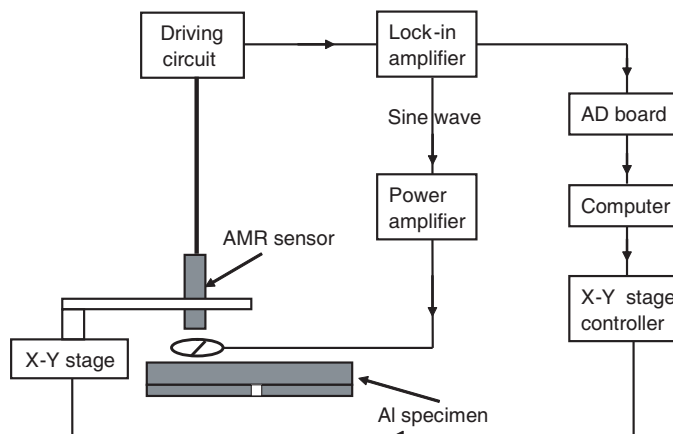 Driving
circuit
Lock-in
amplifier
Sine wave
AD board
Power
amplifier
Computer
AMR sensor
X-Y stage
controller
X-Y stage
Al specimen